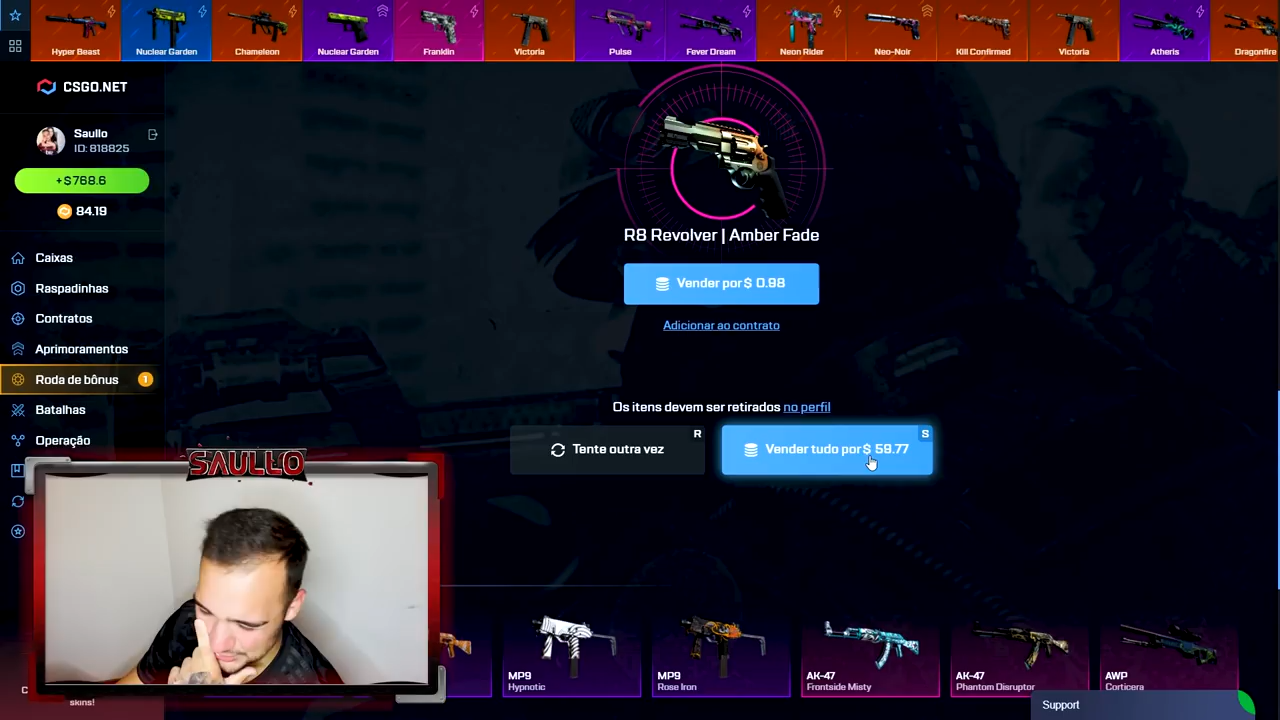 Hyper Beast
Nuclear Garden
Chameleon
Nuclear Garden
Franklin
Victoria
Pulse
Fever Dream
Neon Rider
Neo-Noir
Kill Confirmed
Victoria
Atheris
Dragonfire
CSGO.NET
Saullo
ID: 818825
+$768.6
84.19
Caixas
Raspadinhas
Contratos
Aprimoramentos
Roda de bônus 1
Batalhas
Operação
R8 Revolver | Amber Fade
Vender por $ 0.98
Adicionar ao contrato
Os itens devem ser retirados no perfil
Tente outra vez R
Vender tudo por $ 59.77 S
SAULLO
MP9
Hypnotic
MP9
Rose Iron
AK-47
Frontside Misty
AK-47
Phantom Disruptor
AWP
Corticera
skins!
Support